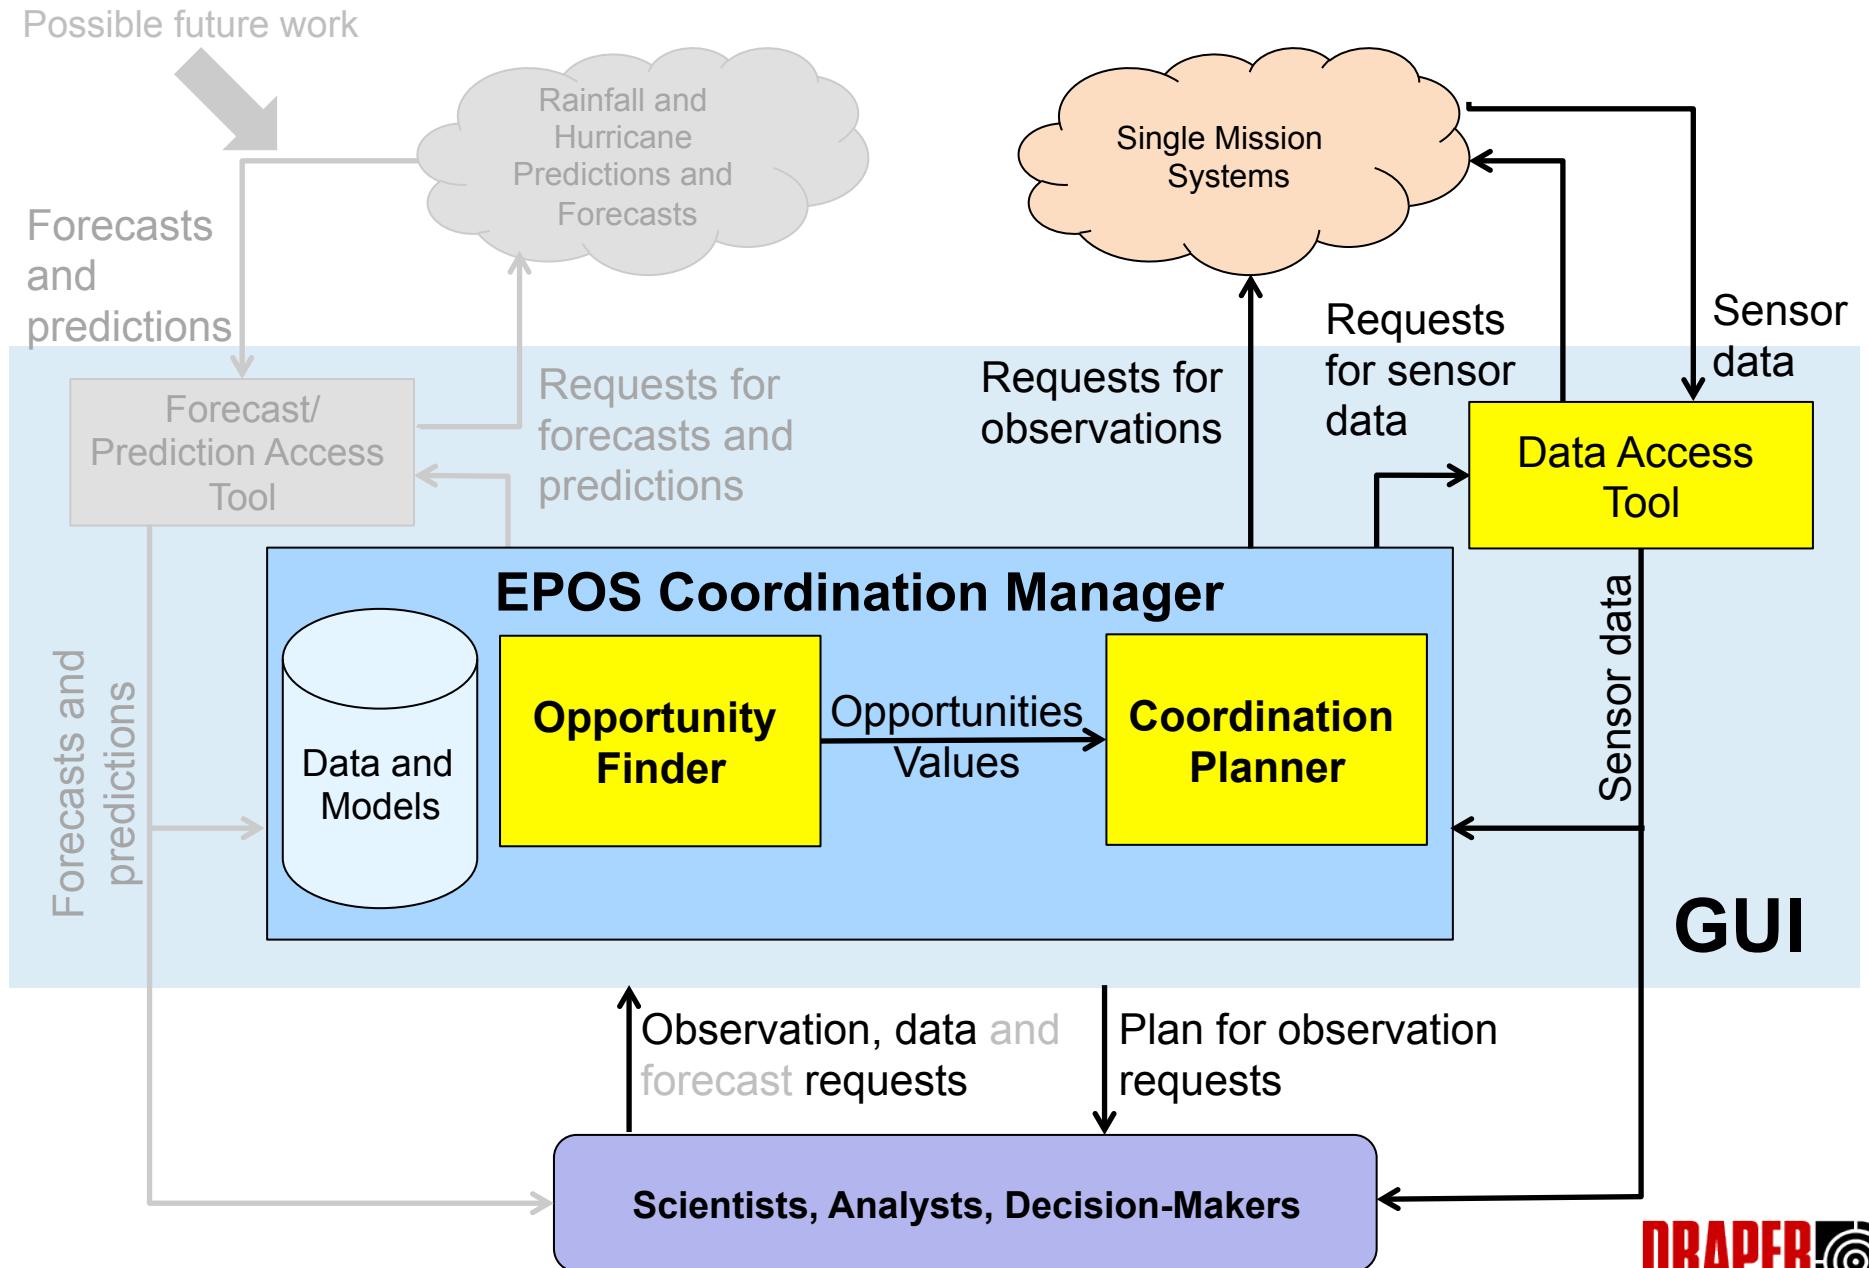 Possible future work
Rainfall and
Hurricane
Predictions and
Forecasts
Single Mission
Systems
Forecasts
and
predictions
Requests for
forecasts and
predictions
Requests for
observations
Requests
for sensor
data
Sensor
data
Forecast/
Prediction Access
Tool
Data Access
Tool
EPOS Coordination Manager
Data and
Models
Opportunity
Finder
Opportunities
Values
Coordination
Planner
Forecasts and
predictions
Sensor data
GUI
Observation, data and
forecast requests
Plan for observation
requests
Scientists, Analysts, Decision-Makers
DRAPER